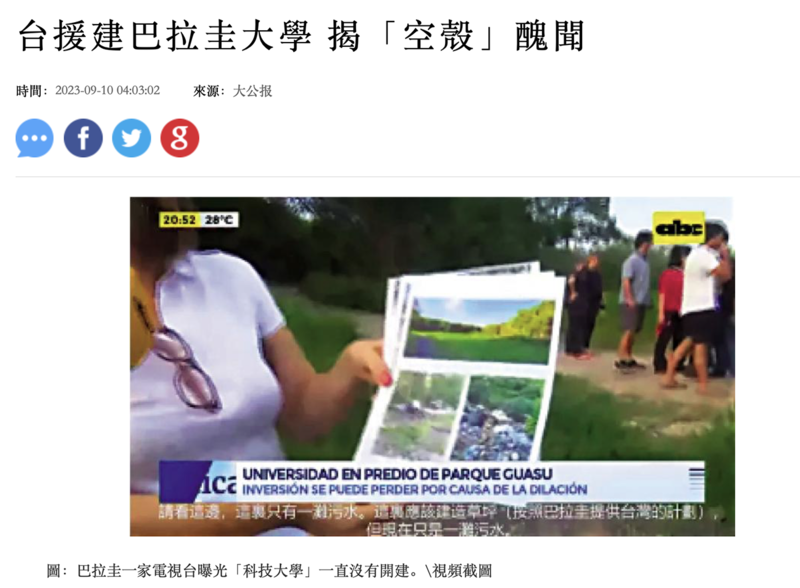 台援建巴拉圭大學 揭「空殼」醜聞
時間：2023-09-10 04:03:02 來源：大公报
20:52 28°C
abc
ica
UNIVERSIDAD EN PREDIO DE PARQUE GUASU
INVERSIÓN SE PUEDE PERDER POR CAUSA DE LA DILACIÓN
請看這邊，這裏只有一灘污水。這裏應該建造草坪（按照巴拉圭提供台灣的計劃），
但現在只是一灘污水。
圖：巴拉圭一家電視台曝光「科技大學」一直沒有開建。\視頻截圖